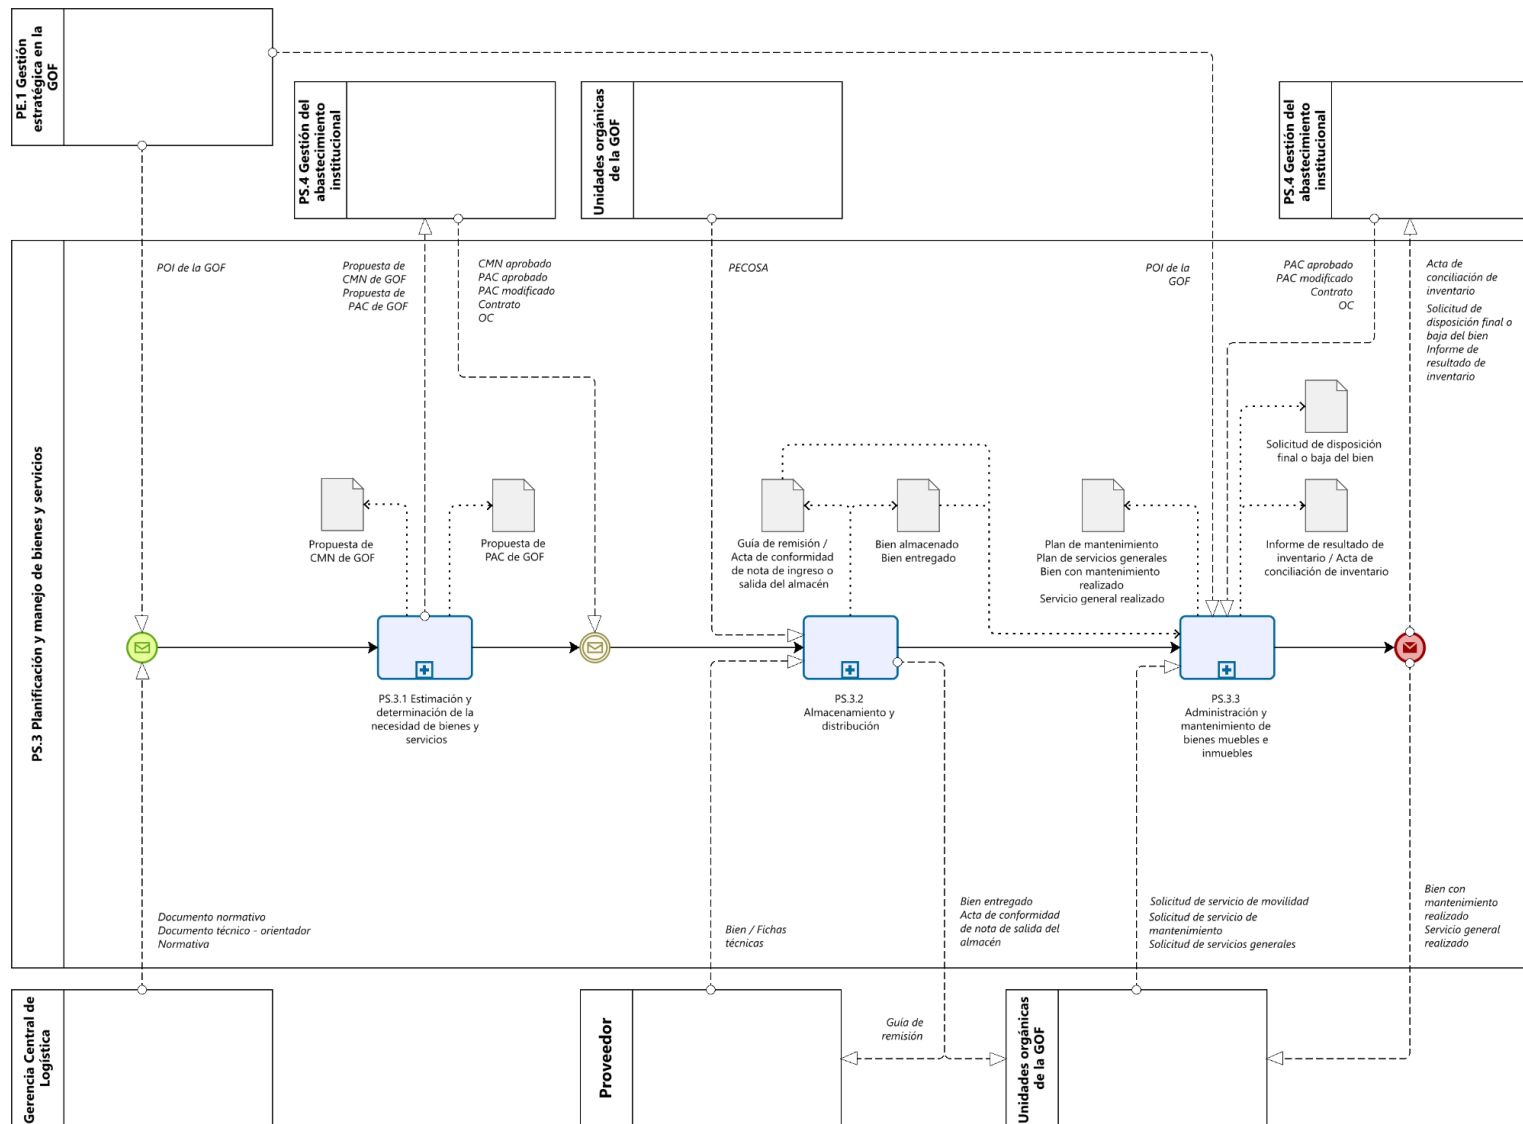 PE.1 Gestión
estratégica en la
GOF
PS.4 Gestión del
abastecimiento
institucional
Unidades orgánicas
de la GOF
PS.4 Gestión del
abastecimiento
institucional
PS.3 Planificación y manejo de bienes y servicios
POI de la GOF
Propuesta de
CMN de GOF
Propuesta de
PAC de GOF
CMN aprobado
PAC aprobado
PAC modificado
Contrato
OC
PECOSA
POI de la
GOF
PAC aprobado
PAC modificado
Contrato
OC
Acta de
conciliación de
inventario
Solicitud de
disposición final o
baja del bien
Informe de
resultado de
inventario
Solicitud de disposición
final o baja del bien
Propuesta de
CMN de GOF
Propuesta de
PAC de GOF
Guía de remisión /
Acta de conformidad
de nota de ingreso o
salida del almacén
Bien almacenado
Bien entregado
Plan de mantenimiento
Plan de servicios generales
Bien con mantenimiento
realizado
Servicio general realizado
Informe de resultado de
inventario / Acta de
conciliación de inventario
PS.3.1 Estimación y
determinación de la
necesidad de bienes y
servicios
PS.3.2
Almacenamiento y
distribución
PS.3.3
Administración y
mantenimiento de
bienes muebles e
inmuebles
Documento normativo
Documento técnico - orientador
Normativa
Bien / Fichas
técnicas
Bien entregado
Acta de conformidad
de nota de salida del
almacén
Solicitud de servicio de movilidad
Solicitud de servicio de
mantenimiento
Solicitud de servicios generales
Bien con
mantenimiento
realizado
Servicio general
realizado
Gerencia Central de
Logística
Proveedor
Guía de
remisión
Unidades orgánicas
de la GOF